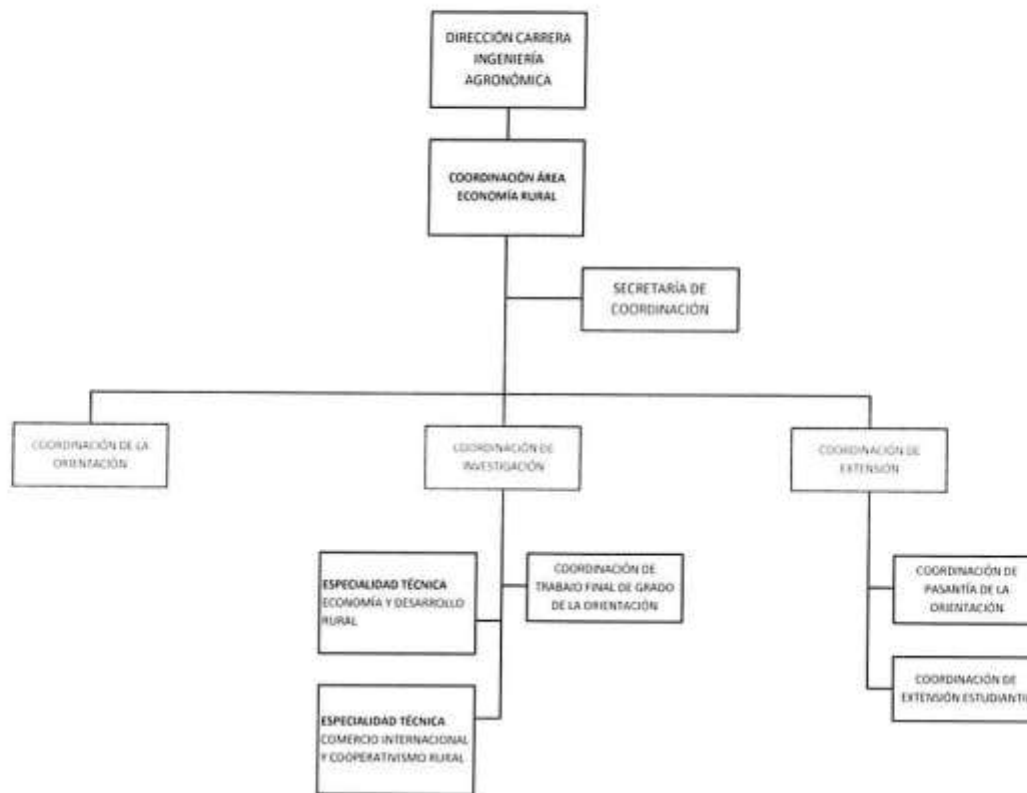 DIRECCIÓN CARRERA
INGENIERÍA
AGRONÓMICA
COORDINACIÓN ÁREA
ECONOMÍA RURAL
SECRETARÍA DE
COORDINACIÓN
COORDINACIÓN DE LA
ORIENTACIÓN
COORDINACIÓN DE
INVESTIGACIÓN
COORDINACIÓN DE
EXTENSIÓN
ESPECIALIDAD TÉCNICA
ECONOMÍA Y DESARROLLO
RURAL
COORDINACIÓN DE
TRABAJO FINAL DE GRADO
DE LA ORIENTACIÓN
COORDINACIÓN DE
PASANTÍA DE LA
ORIENTACIÓN
ESPECIALIDAD TÉCNICA
COMERCIO INTERNACIONAL
Y COOPERATIVISMO RURAL
COORDINACIÓN DE
EXTENSIÓN ESTUDIANTIL